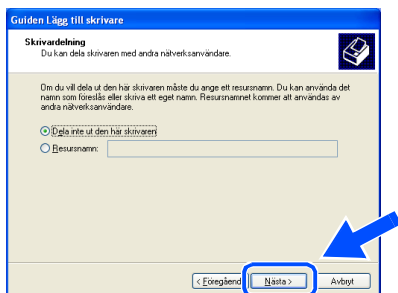 Guiden Lägg till skrivare
Skrivardelning
Du kan dela skrivaren med andra nätverksanvändare.
Om du vill dela ut den här skrivaren måste du ange ett resursnamn. Du kan använda det
namn som föreslås eller skriva ett eget namn. Resursnamnet kommer att användas av
andra nätverksanvändare.
Dela inte ut den här skrivaren
Resursnamn:
< Föregåend Nästa > Avbryt